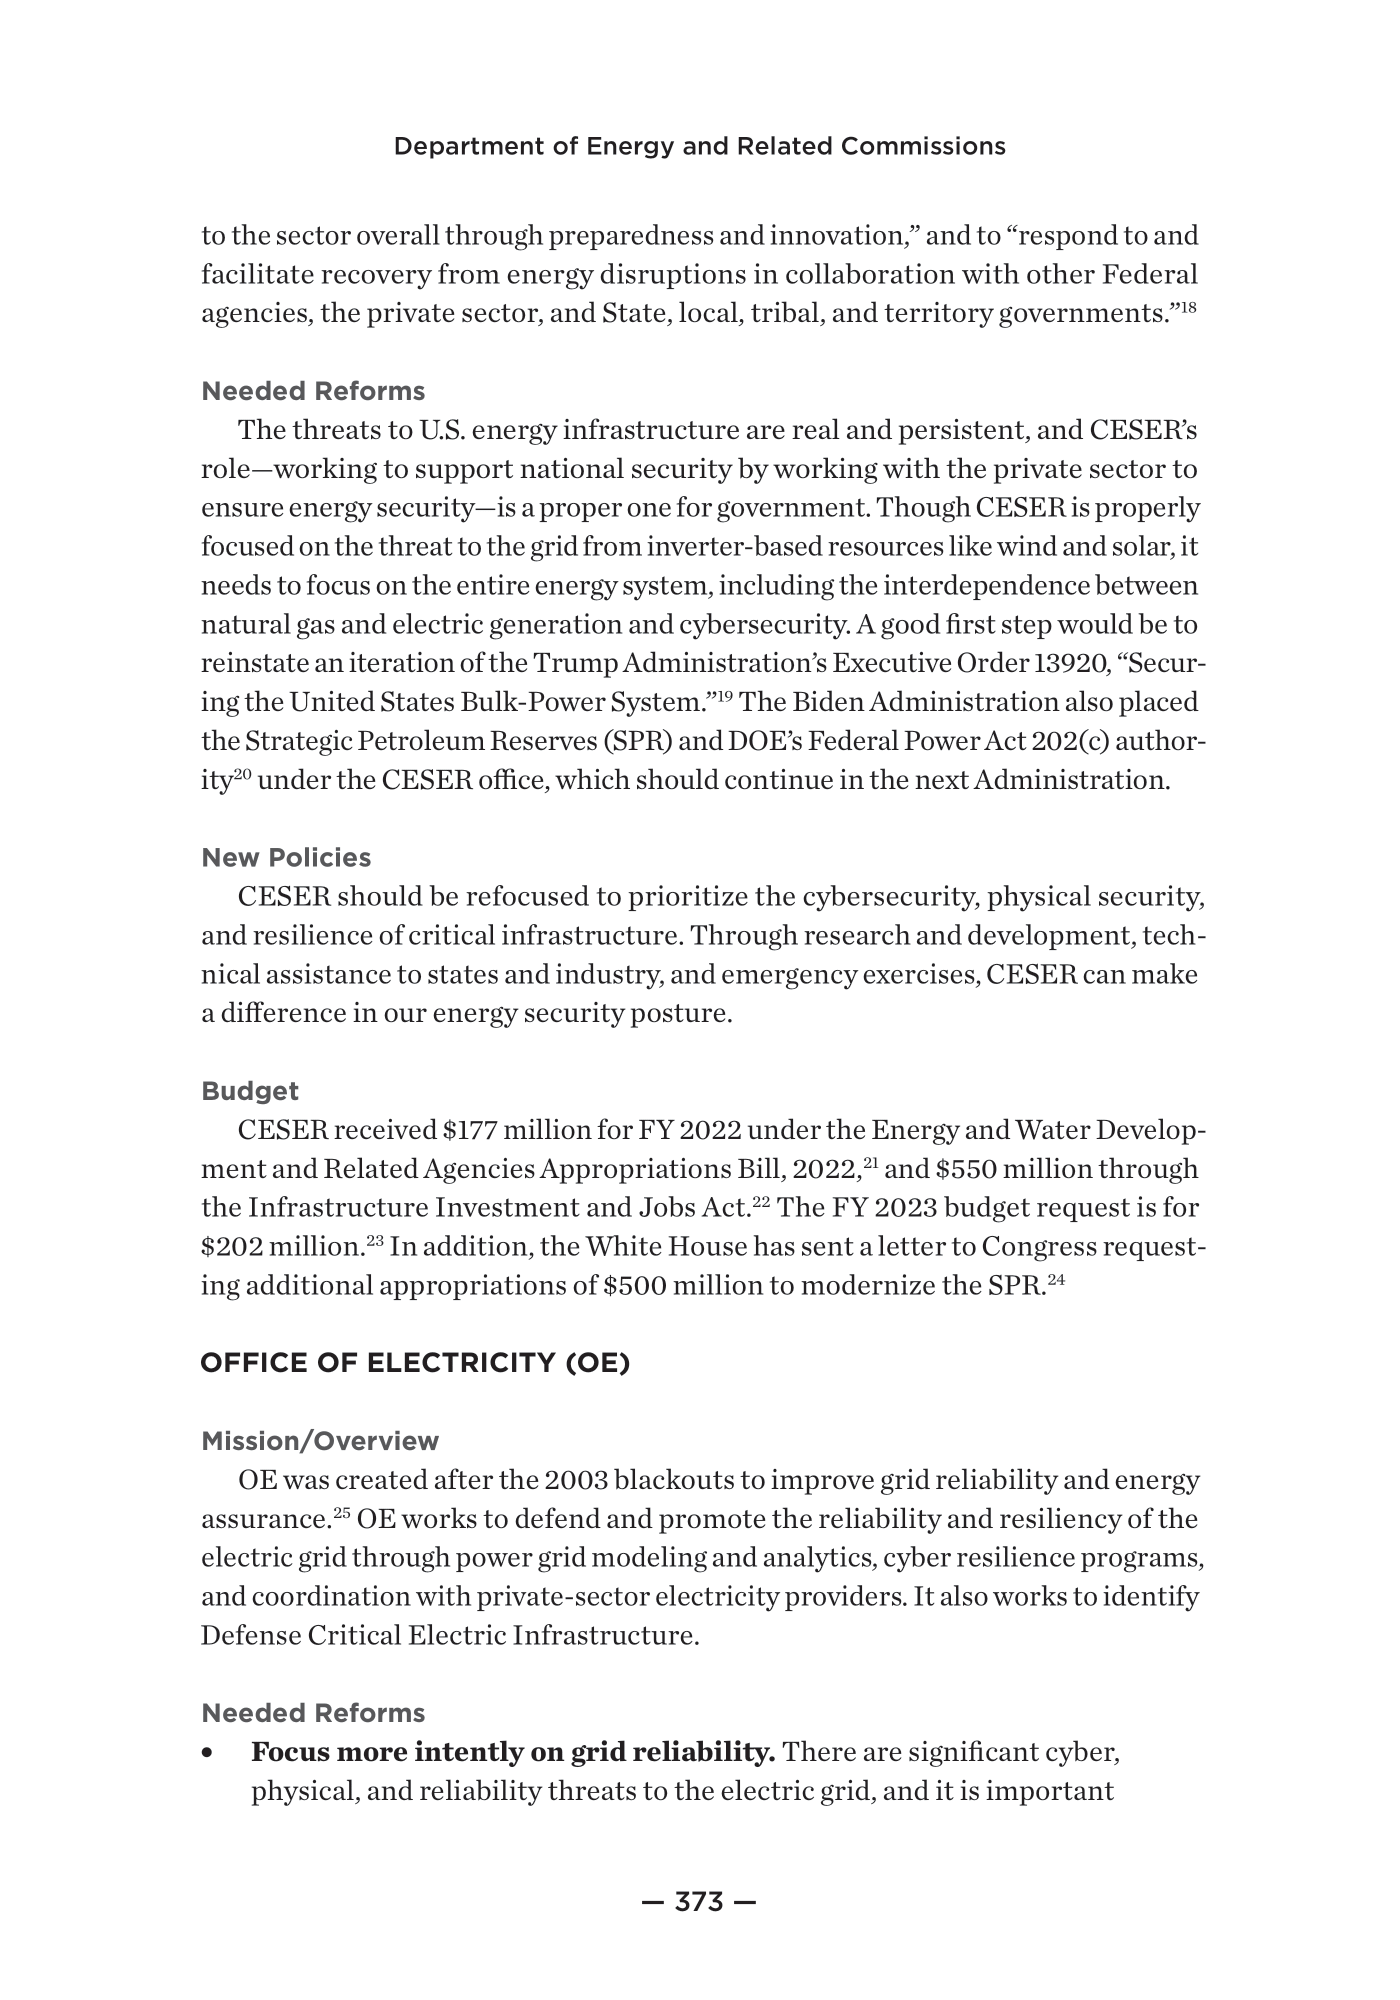 Department of Energy and Related Commissions
to the sector overall through preparedness and innovation,” and to “respond to and
facilitate recovery from energy disruptions in collaboration with other Federal
agencies, the private sector, and State, local, tribal, and territory governments.”18
Needed Reforms
The threats to U.S. energy infrastructure are real and persistent, and CESER’s
role—working to support national security by working with the private sector to
ensure energy security—is a proper one for government. Though CESER is properly
focused on the threat to the grid from inverter-based resources like wind and solar, it
needs to focus on the entire energy system, including the interdependence between
natural gas and electric generation and cybersecurity. A good first step would be to
reinstate an iteration of the Trump Administration’s Executive Order 13920, “Secur-
ing the United States Bulk-Power System.”19 The Biden Administration also placed
the Strategic Petroleum Reserves (SPR) and DOE’s Federal Power Act 202(c) author-
ity20 under the CESER office, which should continue in the next Administration.
New Policies
CESER should be refocused to prioritize the cybersecurity, physical security,
and resilience of critical infrastructure. Through research and development, tech-
nical assistance to states and industry, and emergency exercises, CESER can make
a difference in our energy security posture.
Budget
CESER received $177 million for FY 2022 under the Energy and Water Develop-
ment and Related Agencies Appropriations Bill, 2022,21 and $550 million through
the Infrastructure Investment and Jobs Act.22 The FY 2023 budget request is for
$202 million.23 In addition, the White House has sent a letter to Congress request-
ing additional appropriations of $500 million to modernize the SPR.24
OFFICE OF ELECTRICITY (OE)
Mission/Overview
OE was created after the 2003 blackouts to improve grid reliability and energy
assurance.25 OE works to defend and promote the reliability and resiliency of the
electric grid through power grid modeling and analytics, cyber resilience programs,
and coordination with private-sector electricity providers. It also works to identify
Defense Critical Electric Infrastructure.
Needed Reforms
• Focus more intently on grid reliability. There are significant cyber,
physical, and reliability threats to the electric grid, and it is important
— 373 —